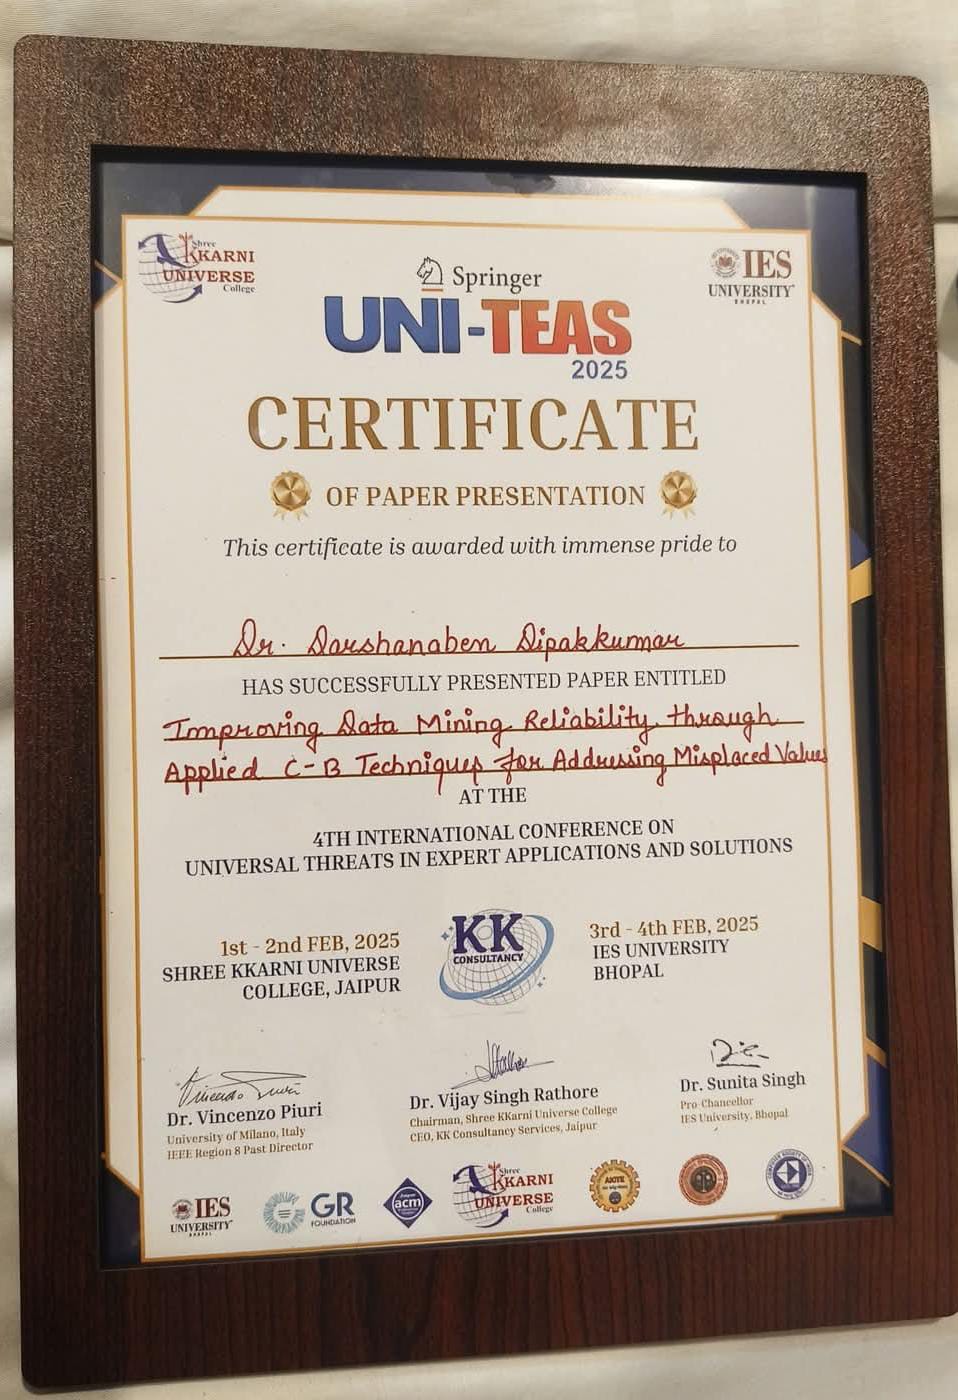 Shree
KKARNI
UNIVERSE
College
Springer
IES
UNIVERSITY
BHOPAL
UNI-TEAS
2025
CERTIFICATE
OF PAPER PRESENTATION
This certificate is awarded with immense pride to
Dr. Darshanaben Dipakkumar
HAS SUCCESSFULLY PRESENTED PAPER ENTITLED
Improving Data Mining Reliability through
Applied C-B Techniques for Addressing Misplaced Values
AT THE
4TH INTERNATIONAL CONFERENCE ON
UNIVERSAL THREATS IN EXPERT APPLICATIONS AND SOLUTIONS
1st - 2nd FEB, 2025
SHREE KKARNI UNIVERSE
COLLEGE, JAIPUR
KK
CONSULTANCY
3rd - 4th FEB, 2025
IES UNIVERSITY
BHOPAL
Dr. Vincenzo Piuri
University of Milano, Italy
IEEE Region 8 Past Director
Dr. Vijay Singh Rathore
Chairman, Shree KKarni Universe College
CEO, KK Consultancy Services, Jaipur
Dr. Sunita Singh
Pro-Chancellor
IES University, Bhopal
IES
UNIVERSITY
BHOPAL
GR
FOUNDATION
acm
Shree
KKARNI
UNIVERSE
College